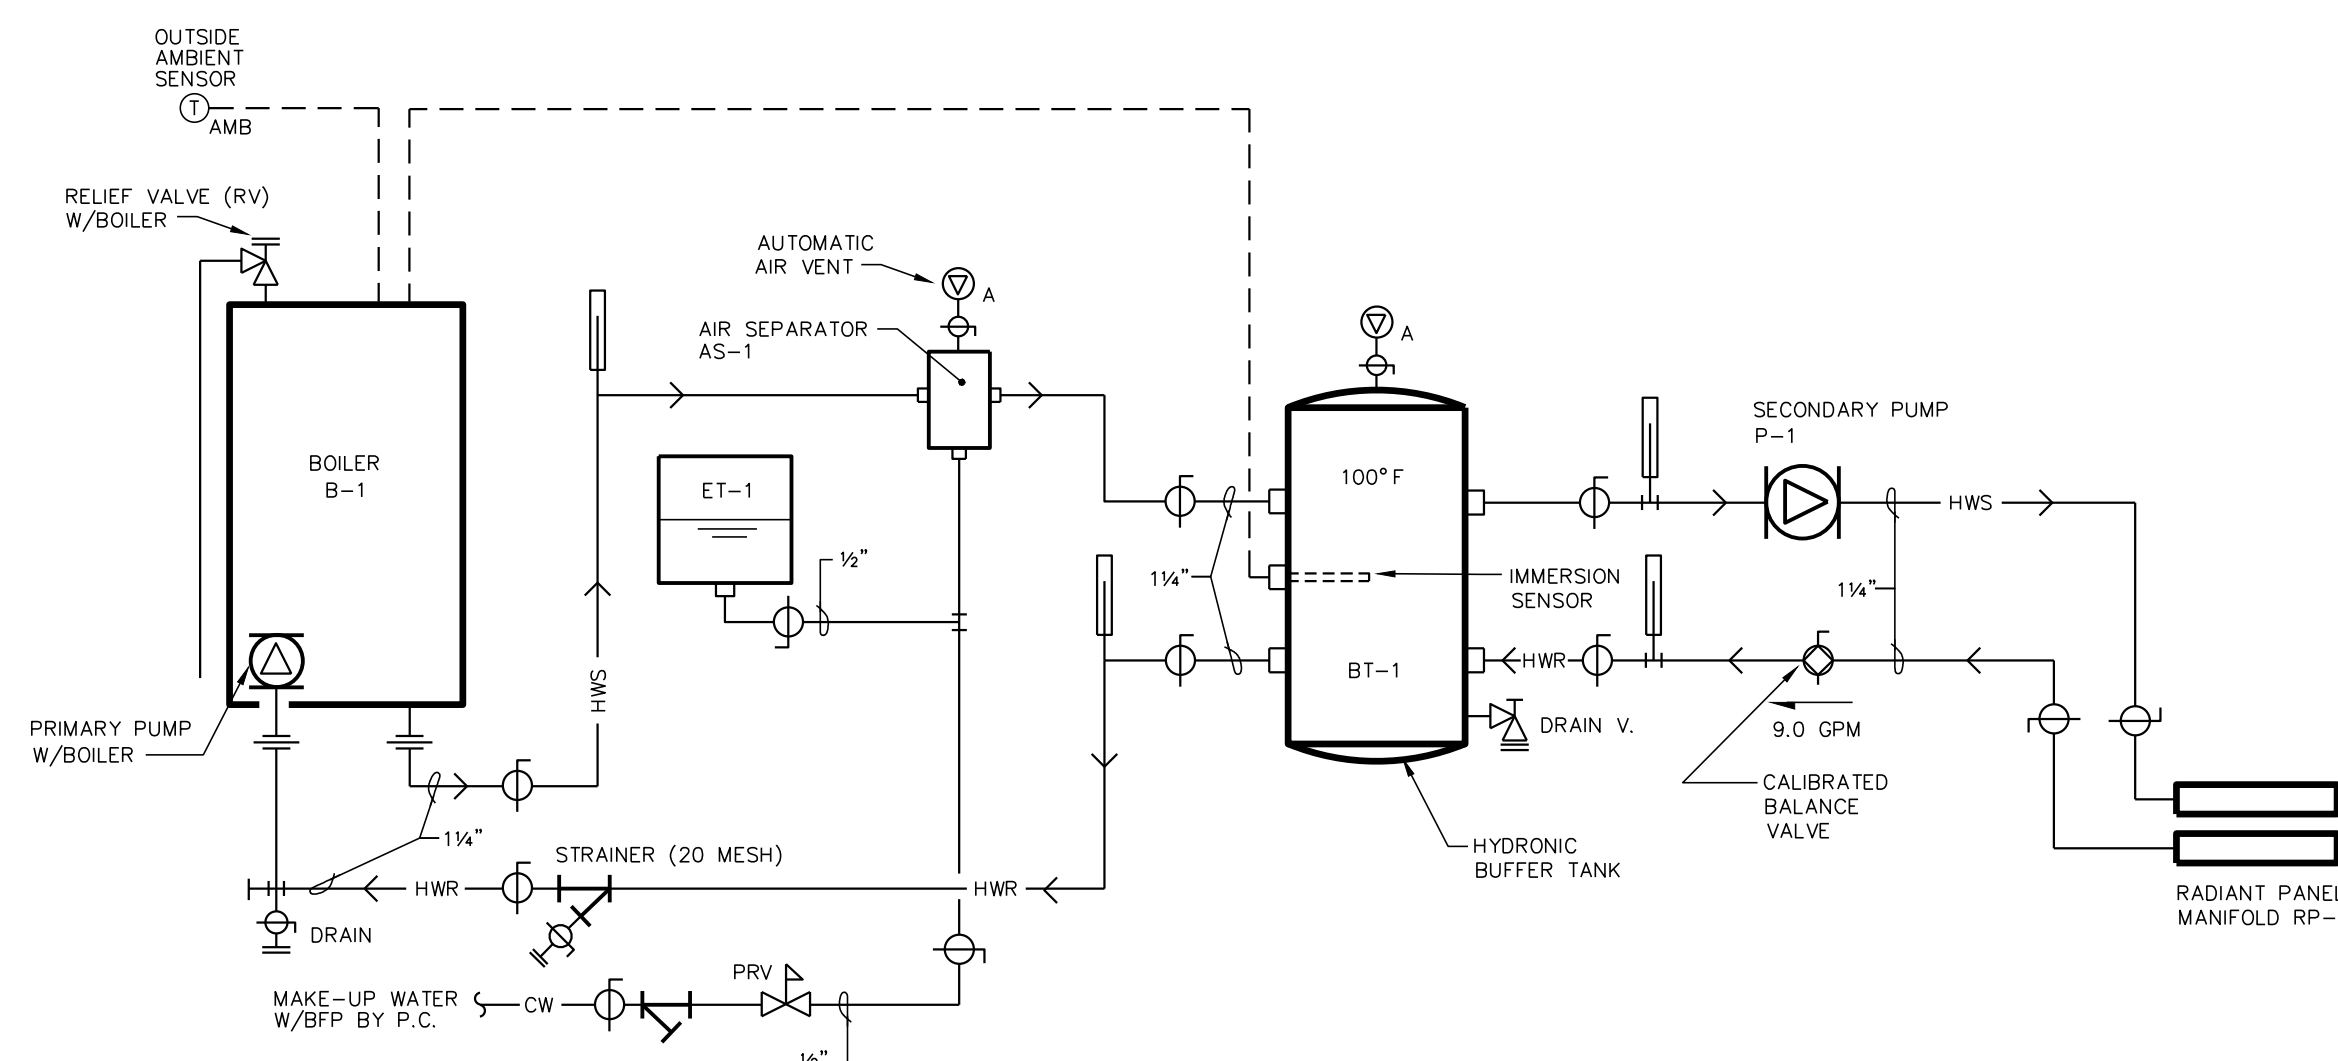 OUTSIDE
AMBIENT
SENSOR
T
AMB
RELIEF VALVE (RV)
W/BOILER
AUTOMATIC
AIR VENT
A
AIR SEPARATOR
AS-1
A
BOILER
B-1
ET-1
½"
100°F
SECONDARY PUMP
P-1
HWS
IMMERSION
SENSOR
1¼"
1¼"
HWS
HWR
BT-1
DRAIN V.
9.0 GPM
PRIMARY PUMP
W/BOILER
CALIBRATED
BALANCE
VALVE
1¼"
STRAINER (20 MESH)
HYDRONIC
BUFFER TANK
HWR
HWR
RADIANT PANEL
MANIFOLD RP-
DRAIN
PRV
MAKE-UP WATER
W/BFP BY P.C.
CW
½"